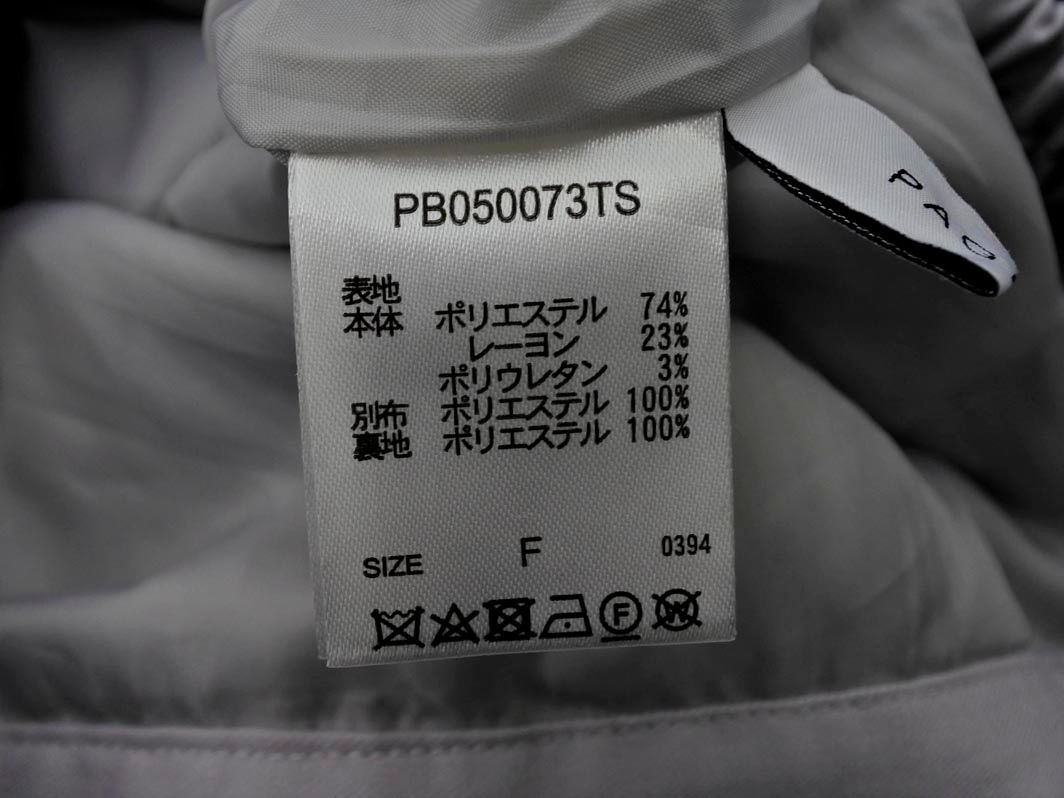 PB050073TS
表地
本体 ポリエステル 74%
レーヨン 23%
ポリウレタン 3%
別布 ポリエステル 100%
裏地 ポリエステル 100%
SIZE F 0394
F W